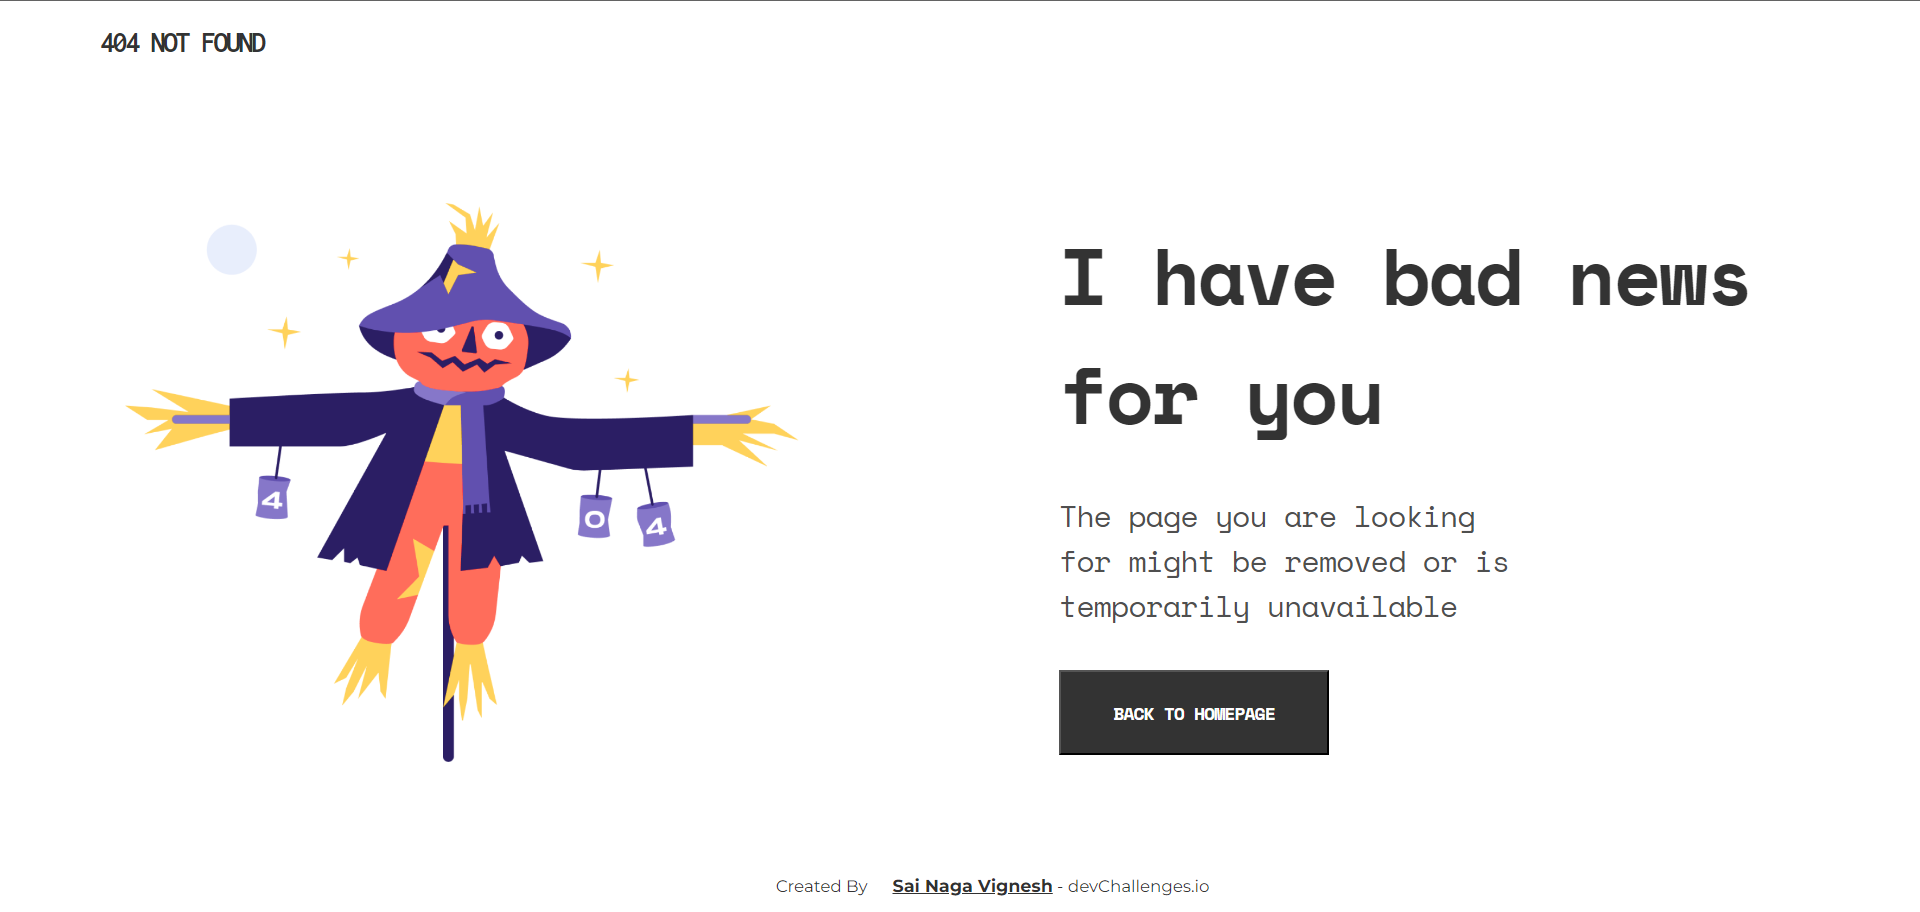 404 NOT FOUND
I have bad news
for you
4
0
4
The page you are looking
for might be removed or is
temporarily unavailable
BACK TO HOMEPAGE
Created By Sai Naga Vignesh - devChallenges.io